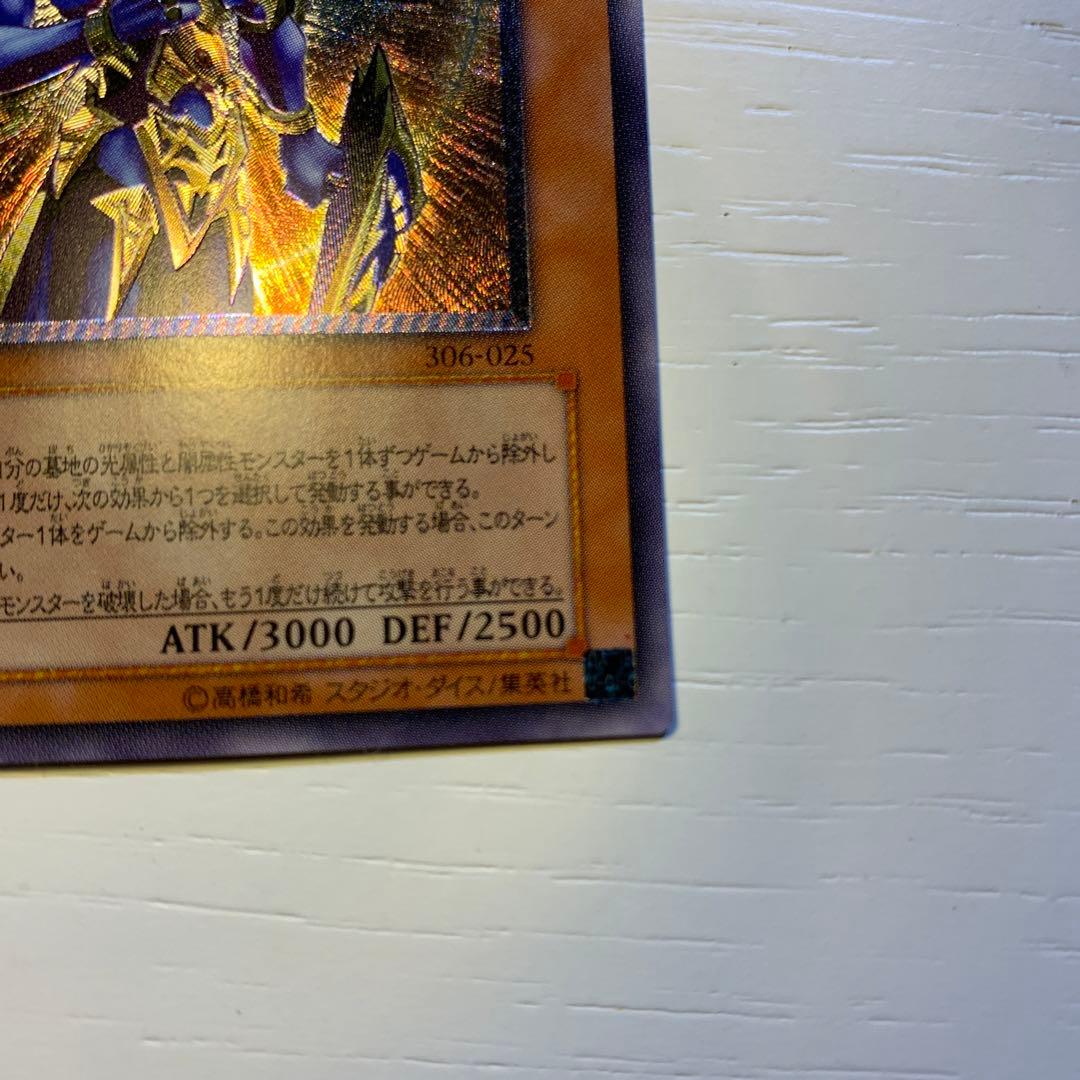 306-025
分の墓地の光属性と闇属性モンスターを1体ずつゲームから除外し
1度だけ、次の効果から1つを選択して発動する事ができる。
ター1体をゲームから除外する。この効果を発動する場合、このターン
い。
モンスターを破壊した場合、もう1度だけ続けて攻撃を行う事ができる。
ATK/3000 DEF/2500
©高橋和希 スタジオ・ダイス/集英社